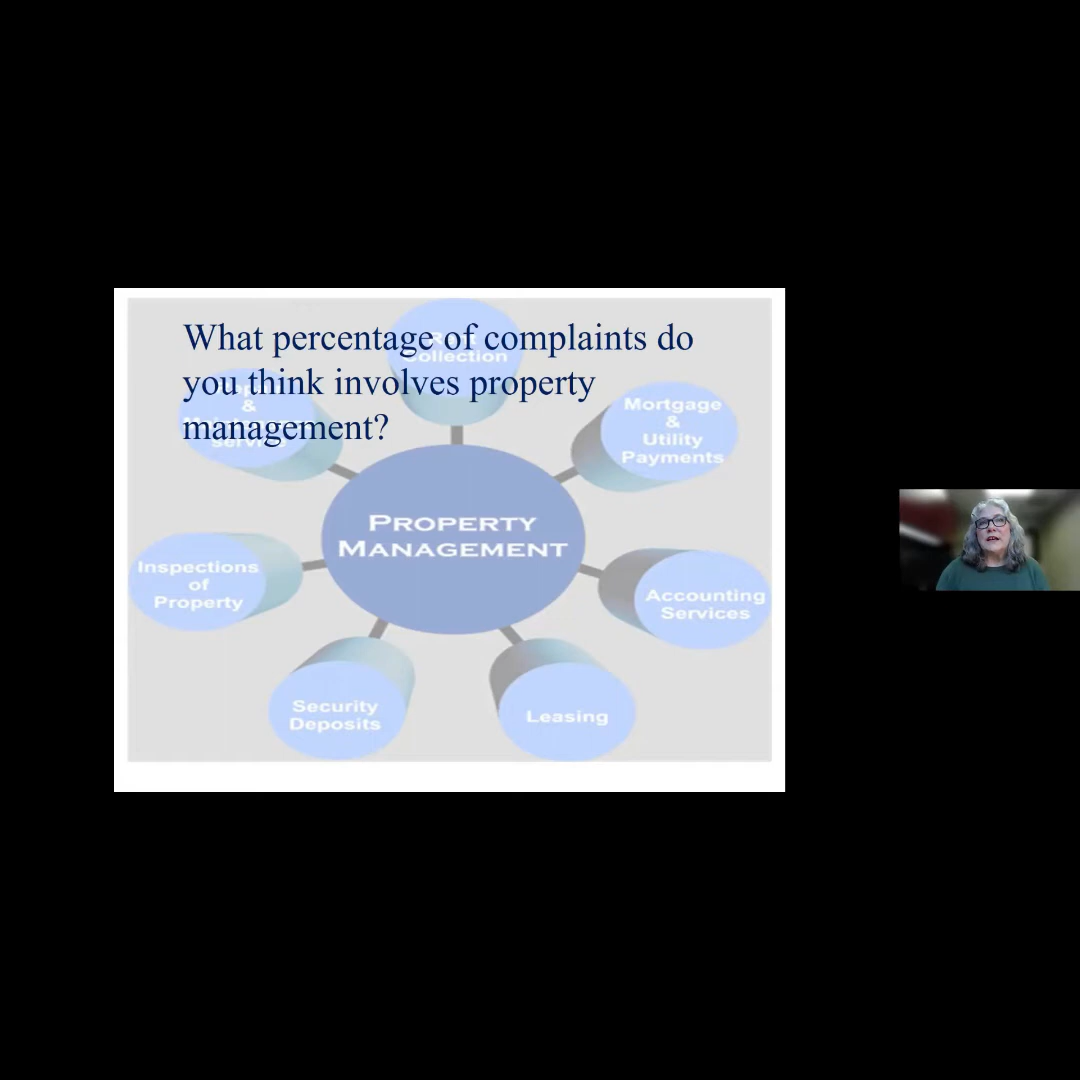 What percentage of complaints do
you think involves property
management?
Collection
&
Mortgage
&
Utility
Payments
PROPERTY
MANAGEMENT
Inspections
of
Property
Accounting
Services
Security
Deposits
Leasing